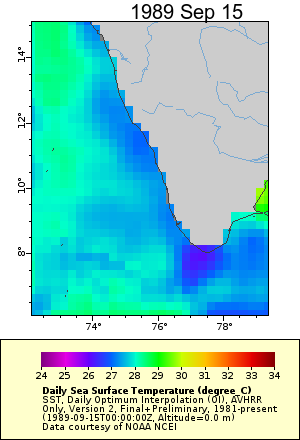 1989 Sep 15
14°
12°
10°
8°
74° 76° 78°
24 25 26 27 28 29 30 31 32 33 34
Daily Sea Surface Temperature (degree_C)
SST, Daily Optimum Interpolation (OI), AVHRR
Only, Version 2, Final+Preliminary, 1981-present
(1989-09-15T00:00:00Z, Altitude=0.0 m)
Data courtesy of NOAA NCEI